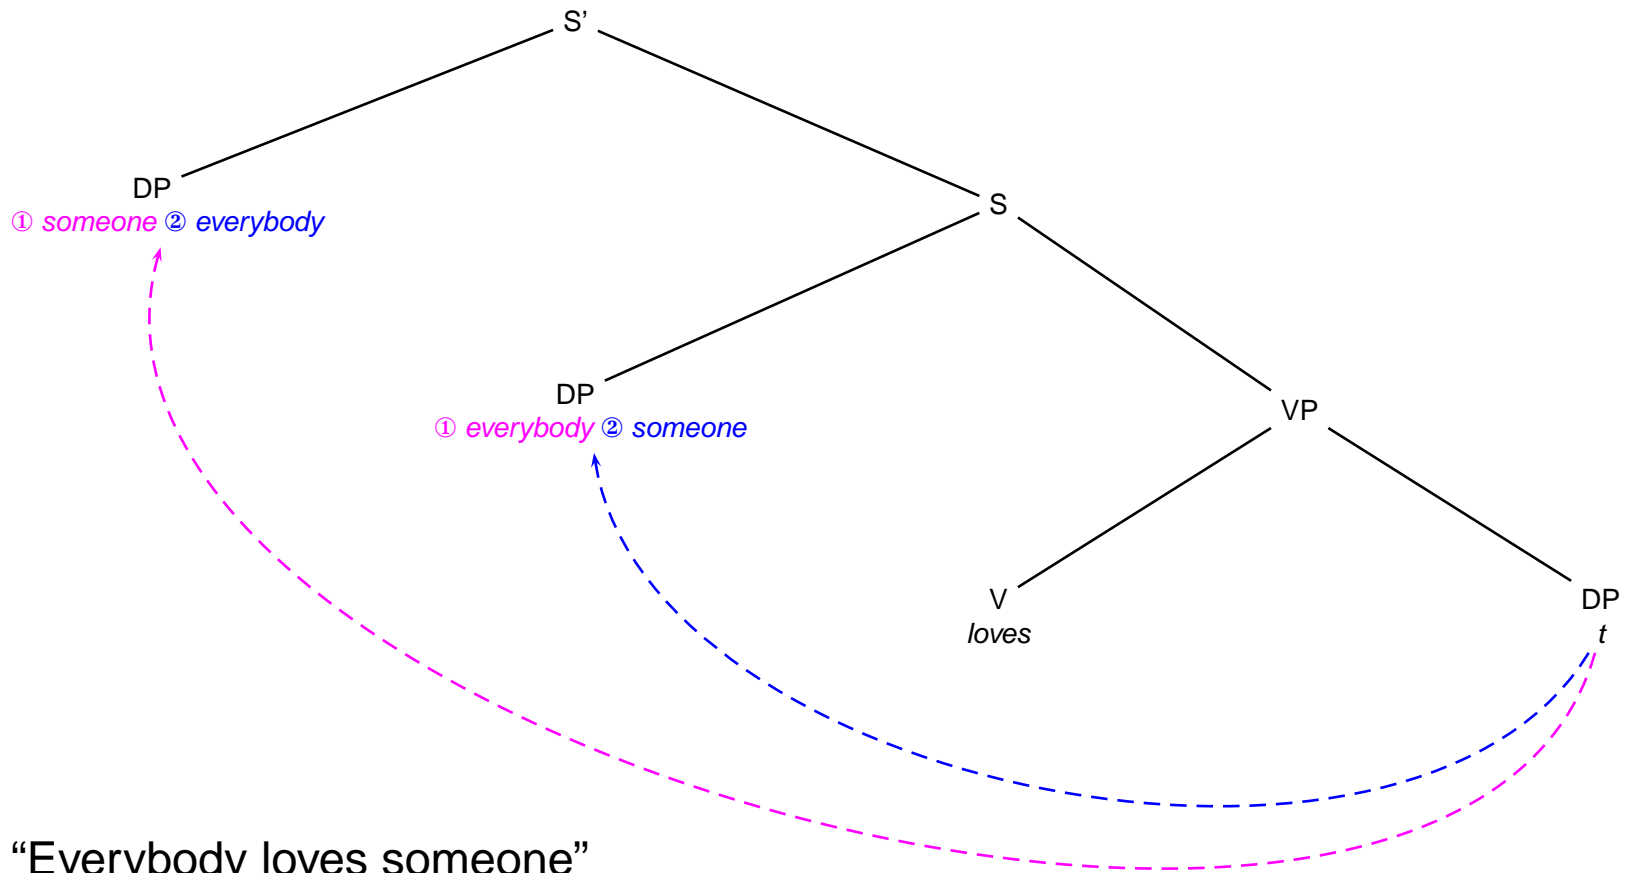 S’
DP
① someone ② everybody
S
DP
① everybody ② someone
VP
V
loves
DP
t
“Everybody loves someone”